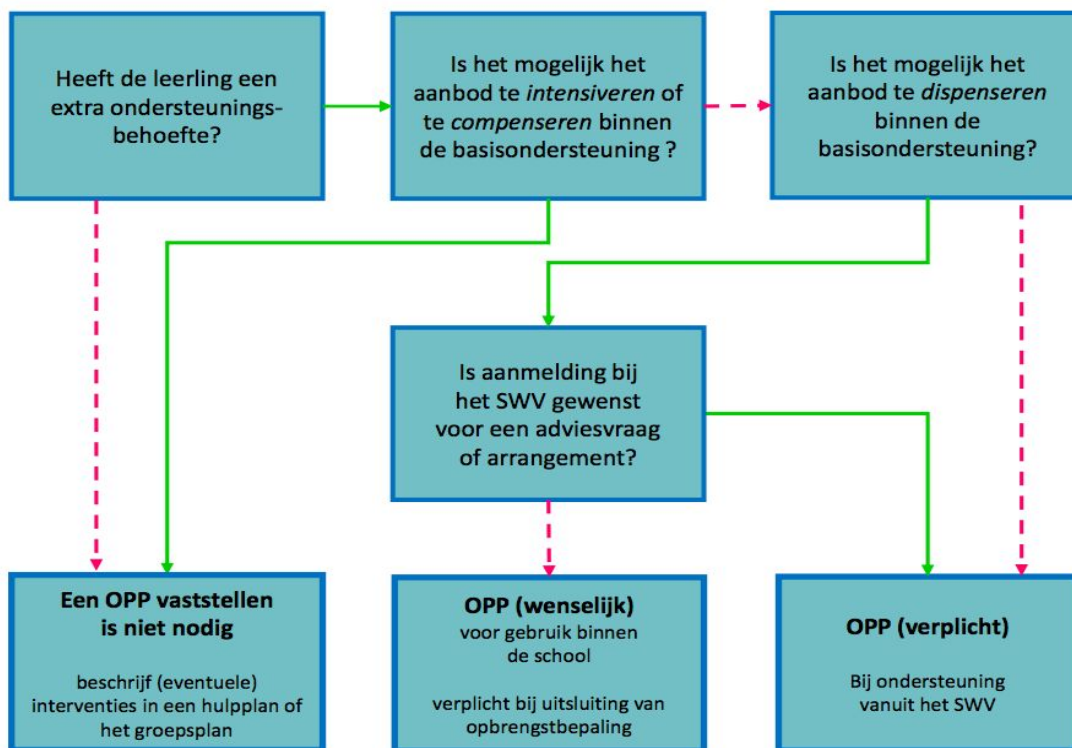 Heeft de leerling een
extra ondersteunings-
behoefte?
Is het mogelijk het
aanbod te intensiveren of
te compenseren binnen
de basisondersteuning ?
Is het mogelijk het
aanbod te dispenseren
binnen de
basisondersteuning?
Is aanmelding bij
het SWV gewenst
voor een adviesvraag
of arrangement?
Een OPP vaststellen
is niet nodig
beschrijf (eventuele)
interventies in een hulpplan of
het groepsplan
OPP (wenselijk)
voor gebruik binnen
de school
verplicht bij uitsluiting van
opbrengstbepaling
OPP (verplicht)
Bij ondersteuning
vanuit het SWV